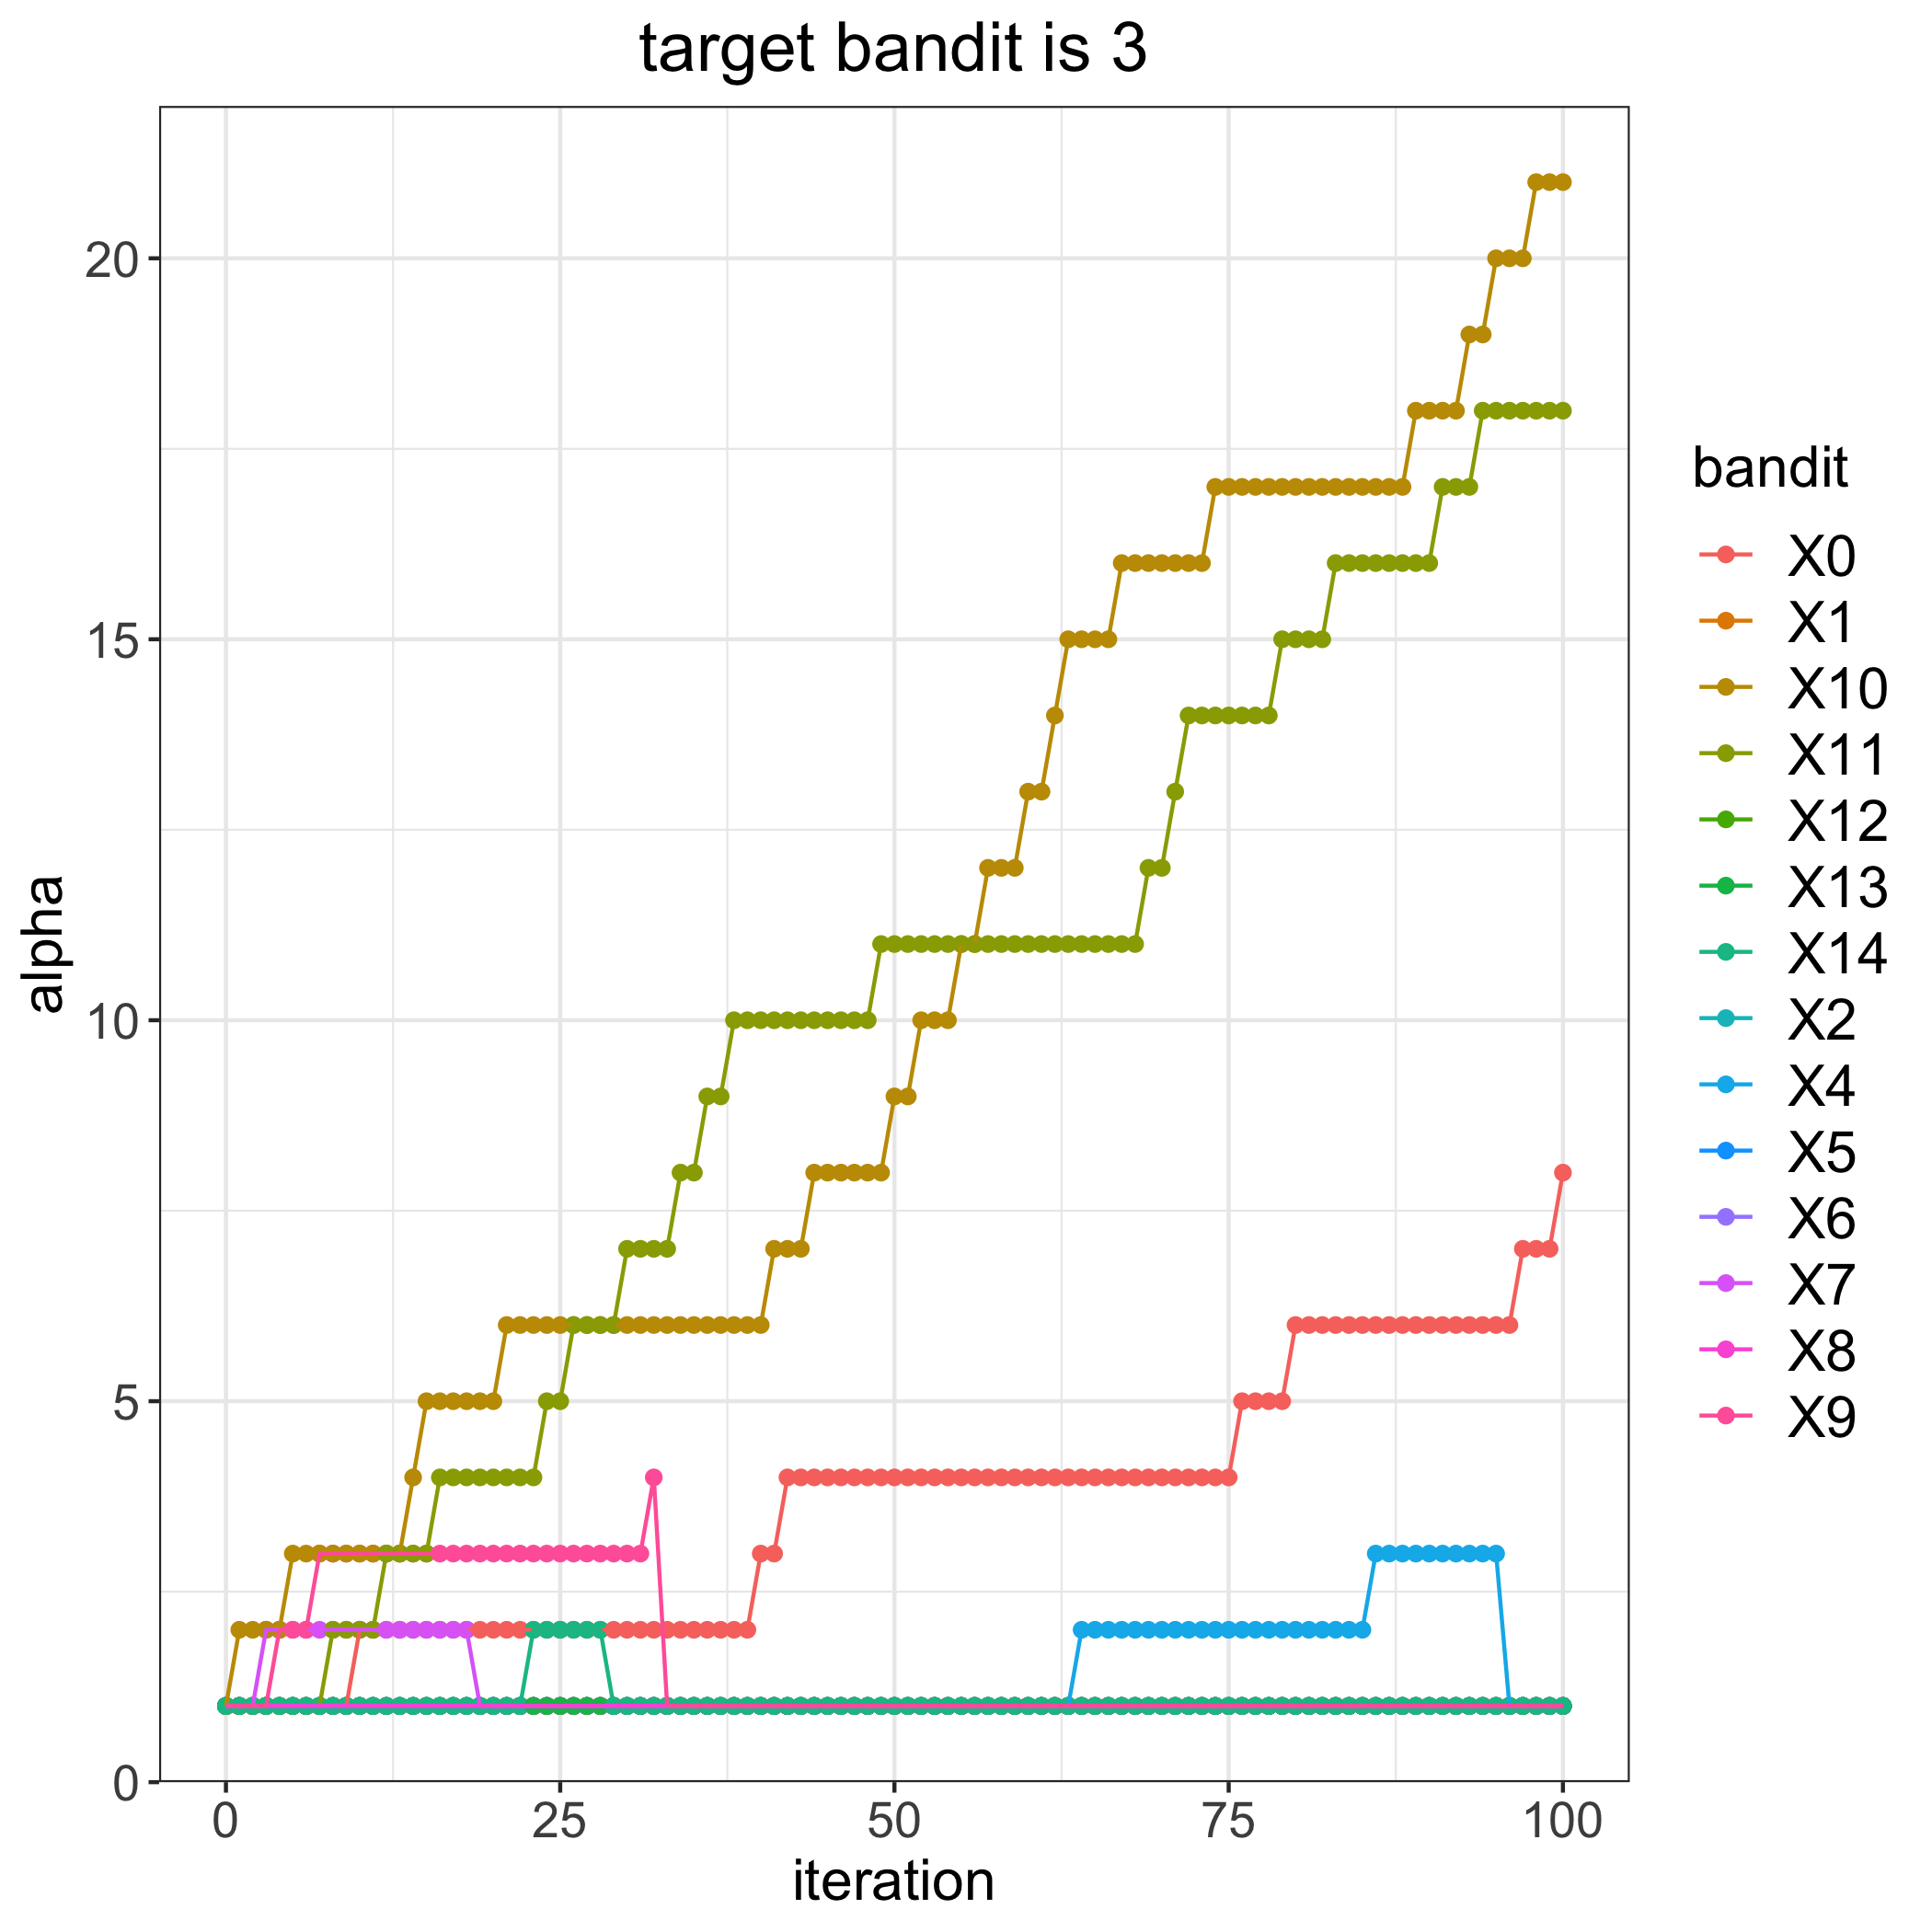 target bandit is 3
alpha
20
15
10
5
0
0 25 50 75 100
iteration
bandit
X0
X1
X10
X11
X12
X13
X14
X2
X4
X5
X6
X7
X8
X9